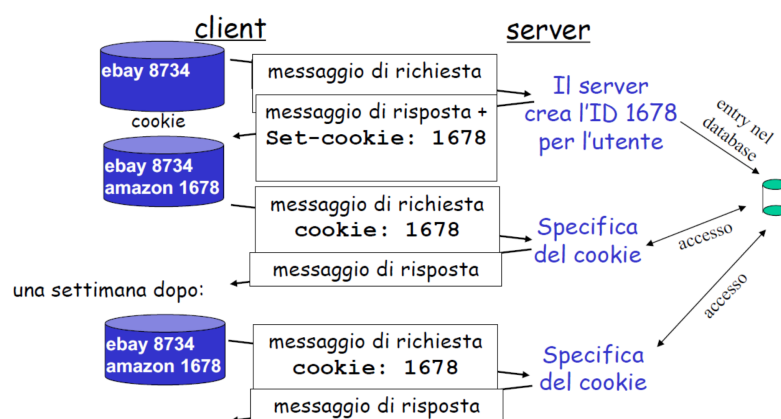 client
server
ebay 8734
messaggio di richiesta
Il server
crea l'ID 1678
per l'utente
cookie
messaggio di risposta +
Set-cookie: 1678
entry nel
database
ebay 8734
amazon 1678
messaggio di richiesta
cookie: 1678
Specifica
del cookie
accesso
messaggio di risposta
una settimana dopo:
accesso
ebay 8734
amazon 1678
messaggio di richiesta
cookie: 1678
Specifica
del cookie
messaggio di risposta